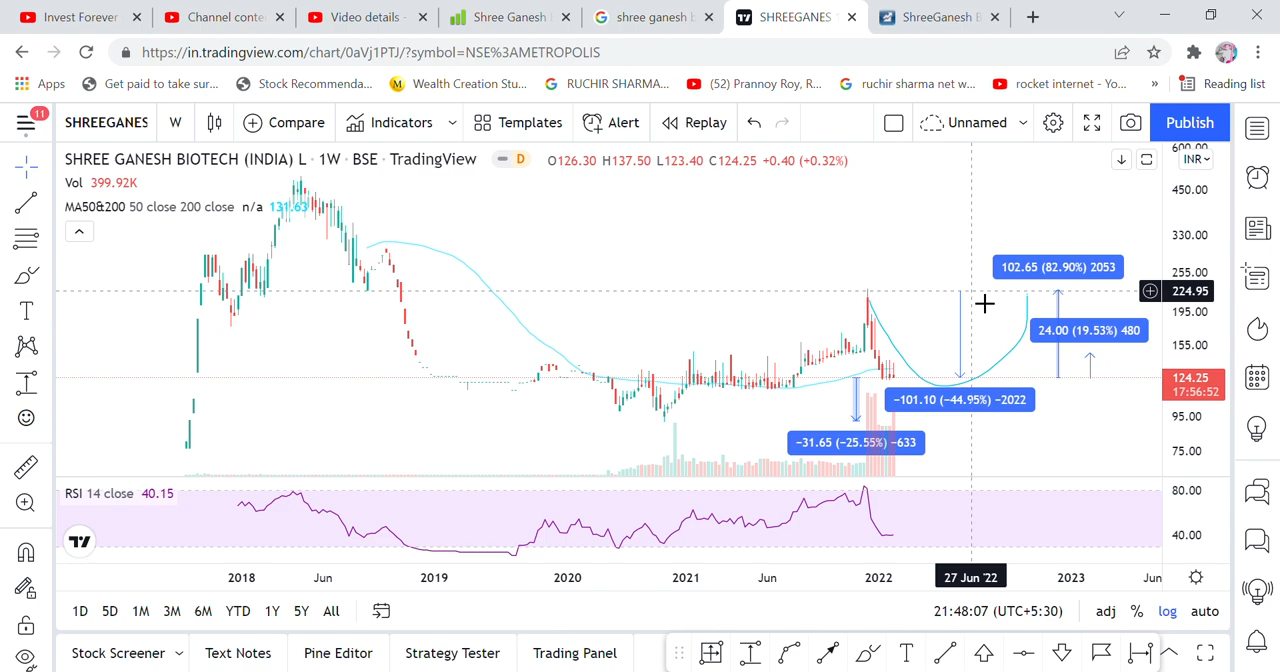 Invest Forever
Channel conte
Video details -
Shree Ganesh
shree ganesh b
SHREEGANES
ShreeGanesh B
https://in.tradingview.com/chart/0aVj1PTJ/?symbol=NSE%3AMETROPOLIS
Apps
Get paid to take sur...
Stock Recommenda...
M
Wealth Creation Stu...
RUCHIR SHARMA...
(52) Prannoy Roy, R...
ruchir sharma net w...
rocket internet - Yo...
»
Reading list
11
SHREEGANES
W
Compare
Indicators
Templates
Alert
Replay
Unnamed
Publish
SHREE GANESH BIOTECH (INDIA) L · 1W · BSE · TradingView
D
O126.30 H137.50 L123.40 C124.25 +0.40 (+0.32%)
INR
Vol 399.92K
MA50&200 50 close 200 close n/a 131.63
600.00
450.00
330.00
255.00
224.95
195.00
155.00
124.25
17:56:52
95.00
75.00
102.65 (82.90%) 2053
24.00 (19.53%) 480
−101.10 (−44.95%) −2022
−31.65 (−25.55%) −633
RSI 14 close 40.15
80.00
40.00
2018
Jun
2019
2020
2021
Jun
2022
27 Jun '22
2023
Jun
1D 5D 1M 3M 6M YTD 1Y 5Y All
21:48:07 (UTC+5:30)
adj % log auto
Stock Screener
Text Notes
Pine Editor
Strategy Tester
Trading Panel